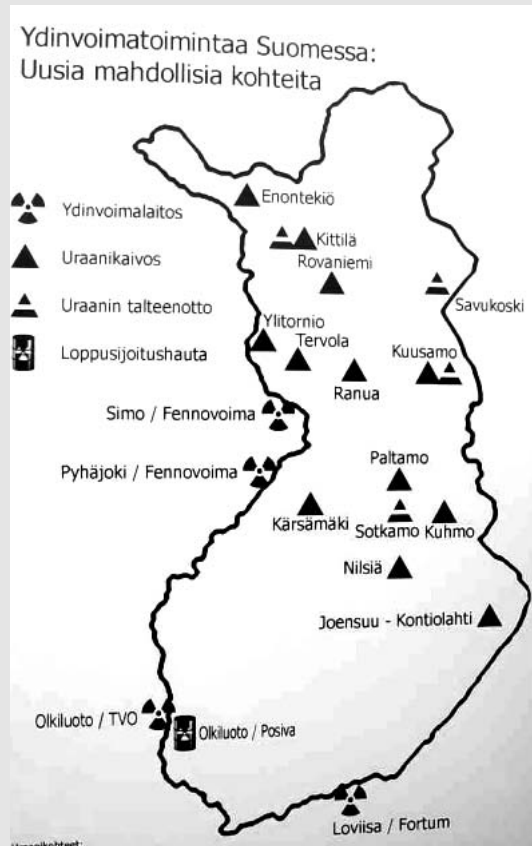 Ydinvoimatoimintaa Suomessa:
Uusia mahdollisia kohteita
Ydinvoimalaitos
Uraanikaivos
Uraanin talteenotto
Loppusijoitushauta
Enontekiö
Kittilä
Rovaniemi
Savukoski
Ylitornio
Tervola
Kuusamo
Ranua
Simo / Fennovoima
Pyhäjoki / Fennovoima
Paltamo
Kärsämäki
Sotkamo
Kuhmo
Nilsiä
Joensuu - Kontiolahti
Olkiluoto / TVO
Olkiluoto / Posiva
Loviisa / Fortum
Uraanikohteet: